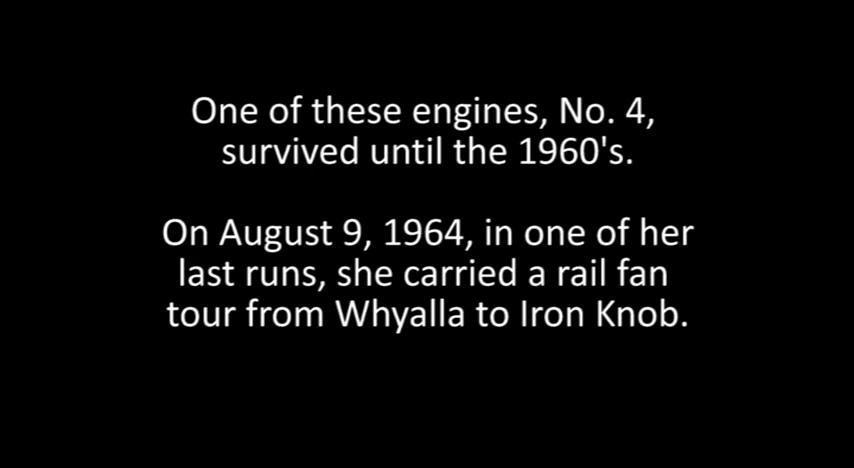 One of these engines, No. 4,
survived until the 1960's.
On August 9, 1964, in one of her
last runs, she carried a rail fan
tour from Whyalla to Iron Knob.